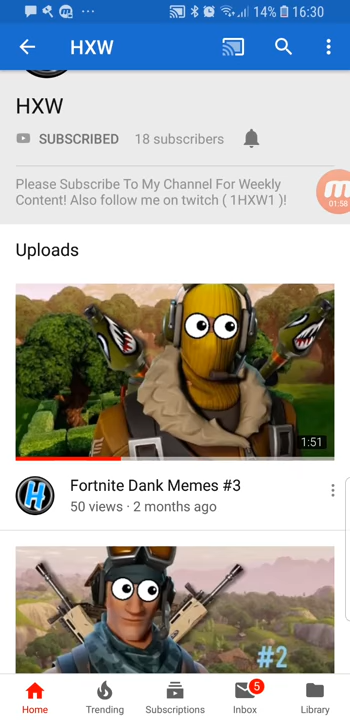 14% 16:30
HXW
HXW
SUBSCRIBED 18 subscribers
Please Subscribe To My Channel For Weekly
Content! Also follow me on twitch ( 1HXW1 )!
01:58
Uploads
1:51
Fortnite Dank Memes #3
50 views · 2 months ago
#2
5
Home Trending Subscriptions Inbox Library